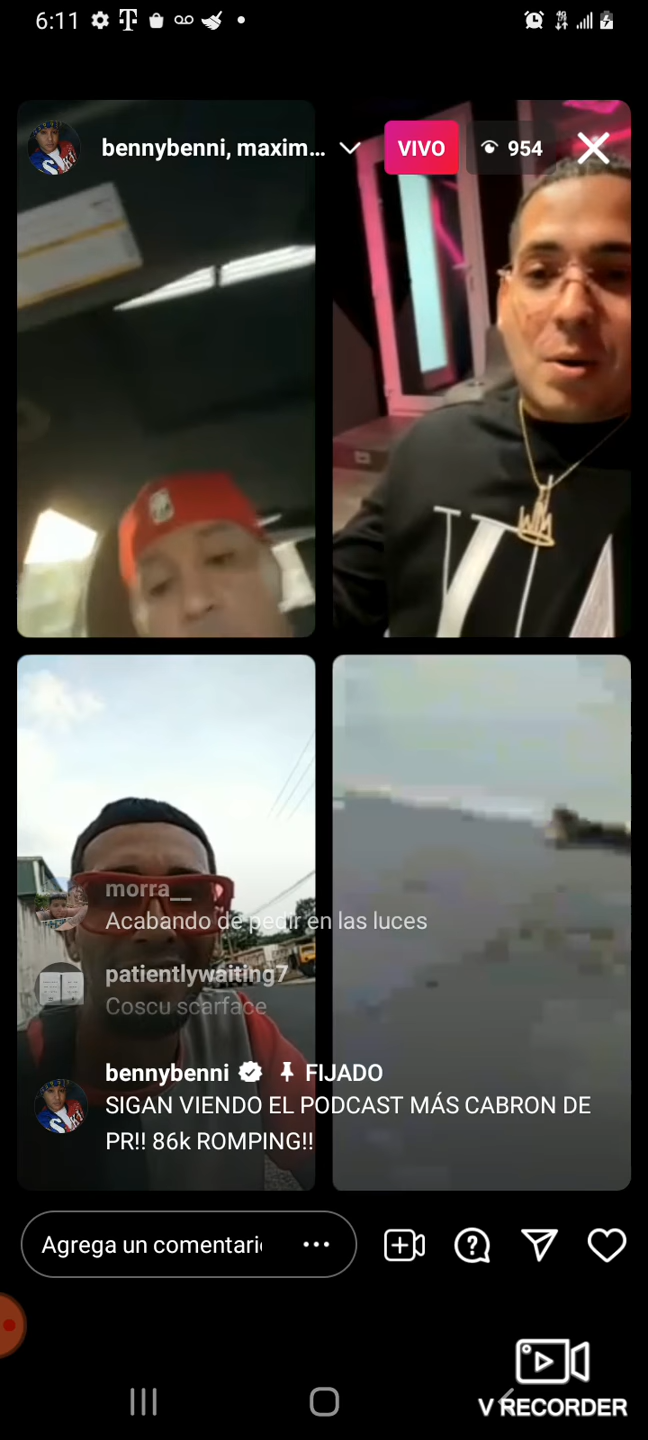 6:11
bennybenni, maxim...
VIVO
954
morra__
Acabando de pedir en las luces
patientlywaiting7
Coscu scarface
bennybenni FIJADO
SIGAN VIENDO EL PODCAST MÁS CABRON DE
PR!! 86k ROMPING!!
Agrega un comentari
V RECORDER